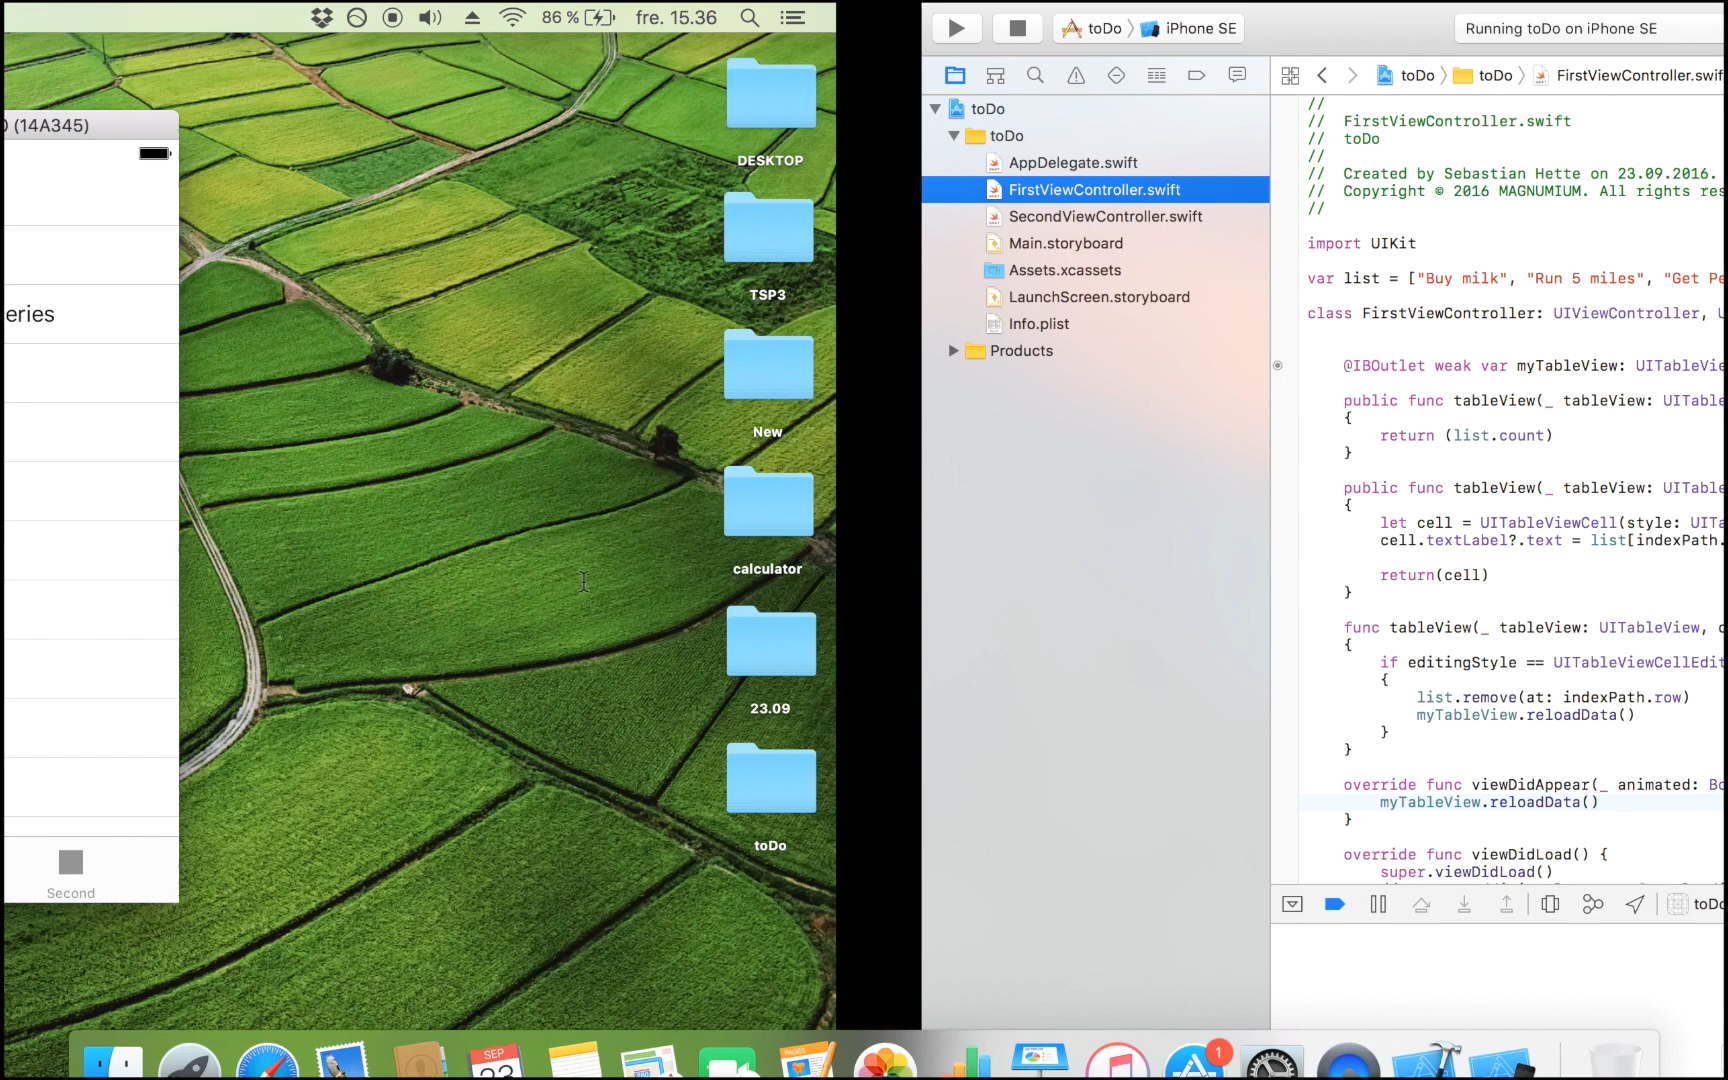 86 %
fre. 15.36
(14A345)
eries
Second
DESKTOP
TSP3
New
calculator
23.09
toDo
toDo
iPhone SE
Running toDo on iPhone SE
toDo
toDo
AppDelegate.swift
FirstViewController.swift
SecondViewController.swift
Main.storyboard
Assets.xcassets
LaunchScreen.storyboard
Info.plist
Products
toDo
toDo
FirstViewController.swif
//
// FirstViewController.swift
// toDo
//
// Created by Sebastian Hette on 23.09.2016.
// Copyright © 2016 MAGNUMIUM. All rights res
//
import UIKit
var list = ["Buy milk", "Run 5 miles", "Get Pe
class FirstViewController: UIViewController, U
@IBOutlet weak var myTableView: UITableVie
public func tableView(_ tableView: UITabl
{
return (list.count)
}
public func tableView(_ tableView: UITabl
{
let cell = UITableViewCell(style: UITa
cell.textLabel?.text = list[indexPath.
return(cell)
}
func tableView(_ tableView: UITableView, c
{
if editingStyle == UITableViewCellEdit
{
list.remove(at: indexPath.row)
myTableView.reloadData()
}
}
override func viewDidAppear(_ animated: Bo
myTableView.reloadData()
}
override func viewDidLoad() {
super.viewDidLoad()
toDo
SEP
23
PAGES
1